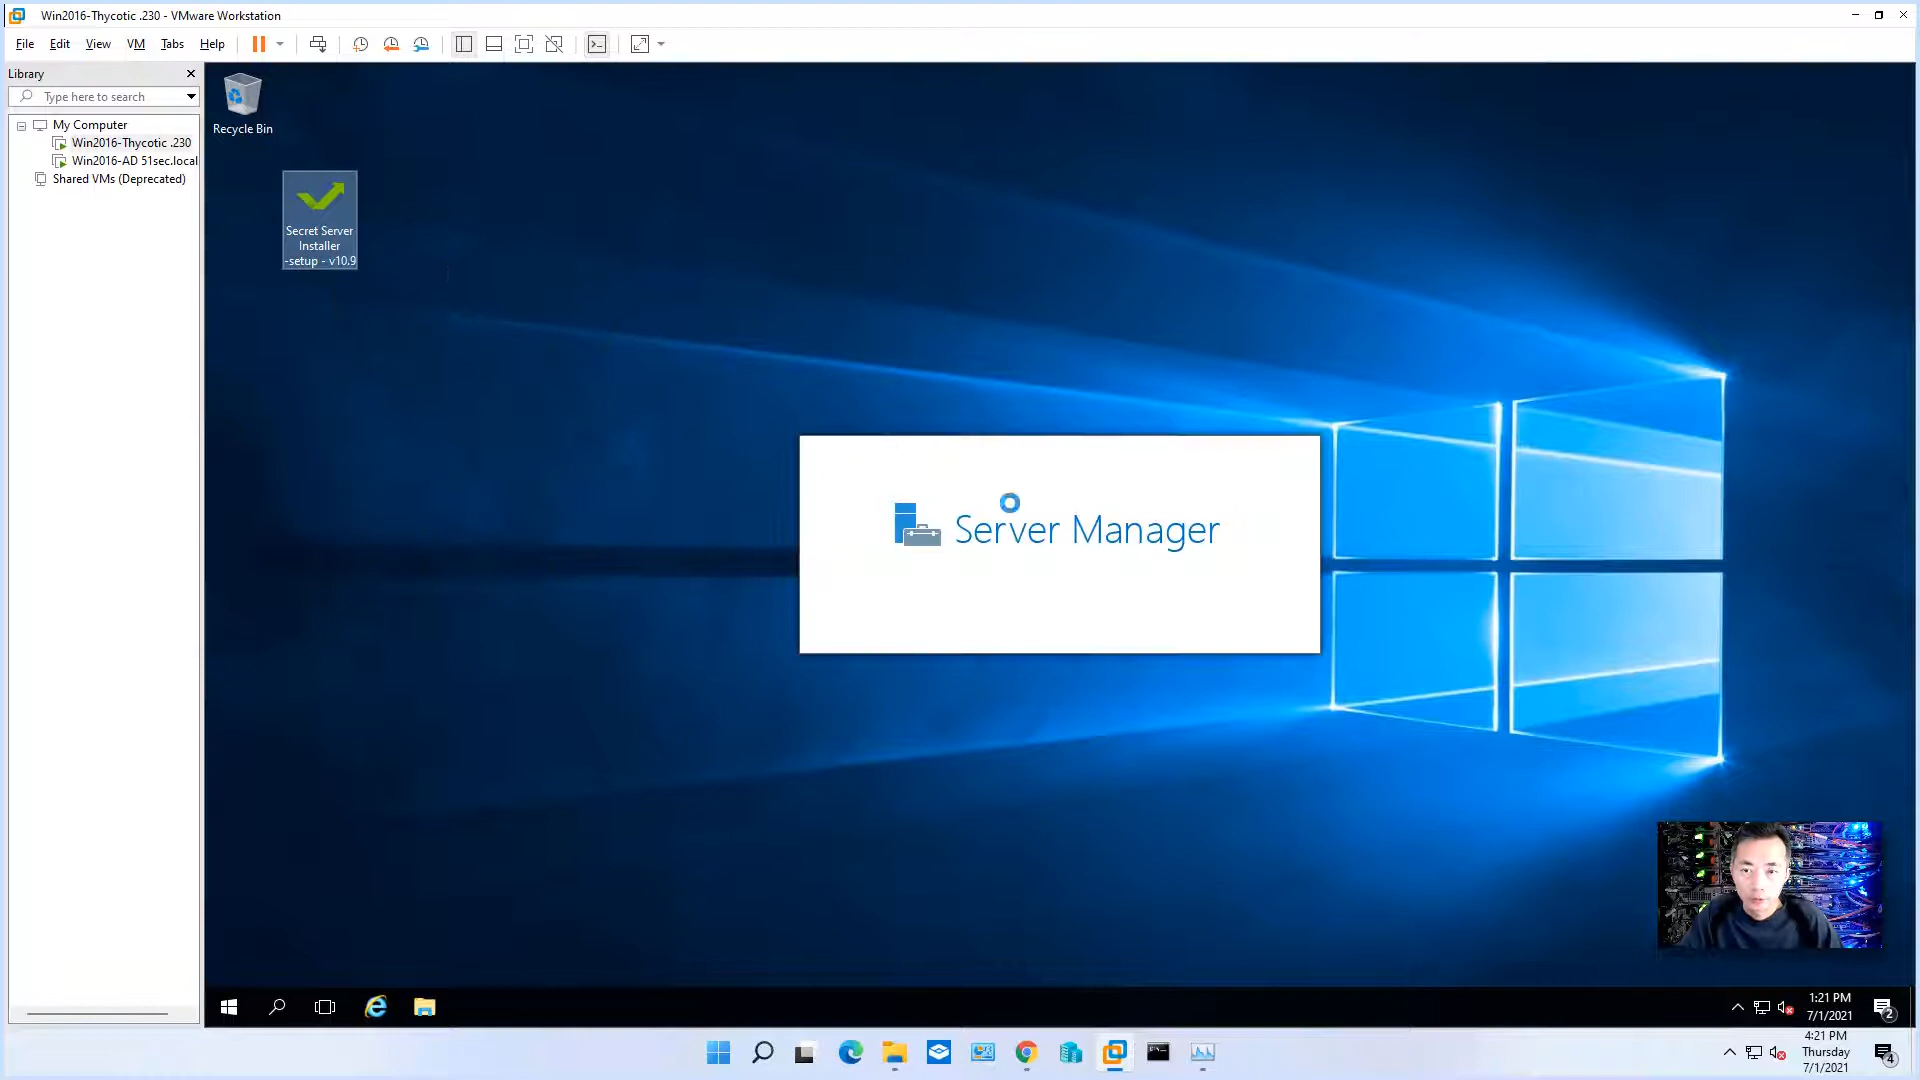 Win2016-Thycotic .230 - VMware Workstation
File Edit View VM Tabs Help
Library
Type here to search
My Computer
Win2016-Thycotic .230
Win2016-AD 51sec.local
Shared VMs (Deprecated)
Recycle Bin
Secret Server
Installer
-setup - v10.9
Server Manager
1:21 PM
7/1/2021
2
4:21 PM
Thursday
7/1/2021
4